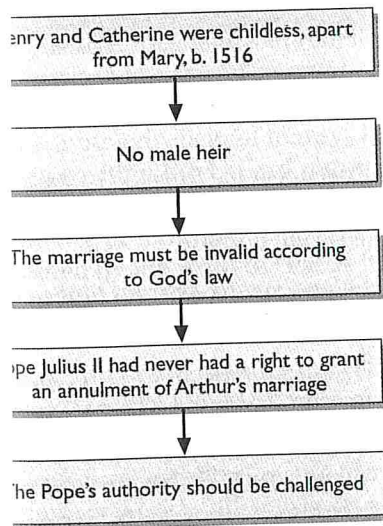 enry and Catherine were childless, apart
from Mary, b. 1516
No male heir
The marriage must be invalid according
to God's law
ope Julius II had never had a right to grant
an annulment of Arthur's marriage
The Pope's authority should be challenged